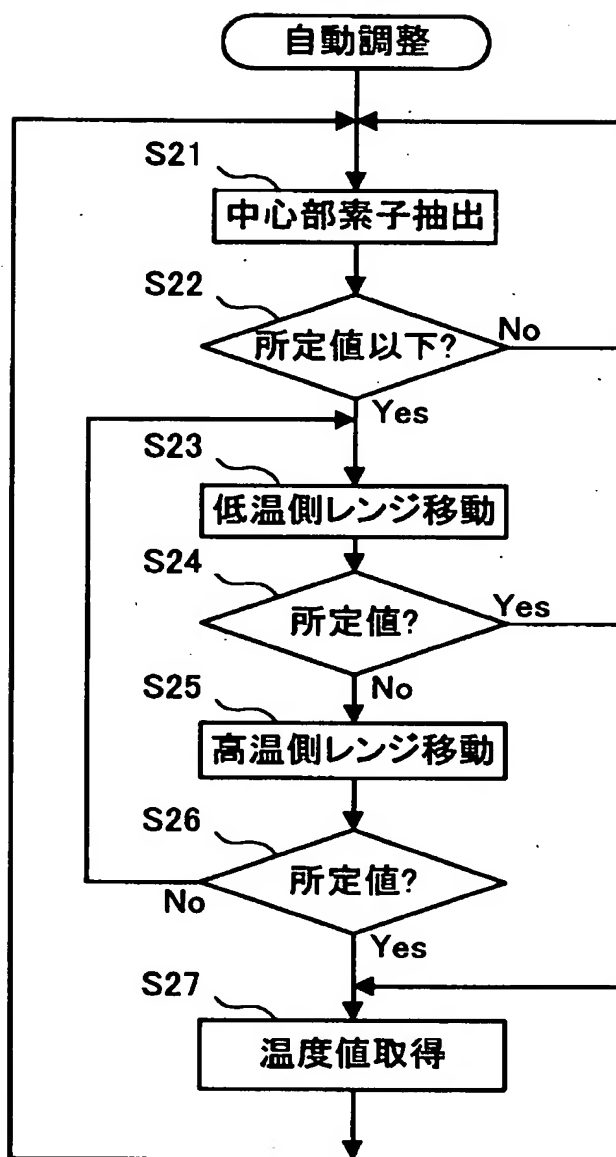 自動調整
S21
中心部素子抽出
S22
所定値以下?
No
Yes
S23
低温側レンジ移動
S24
所定値?
Yes
No
S25
高温側レンジ移動
S26
所定値?
No
Yes
S27
温度値取得